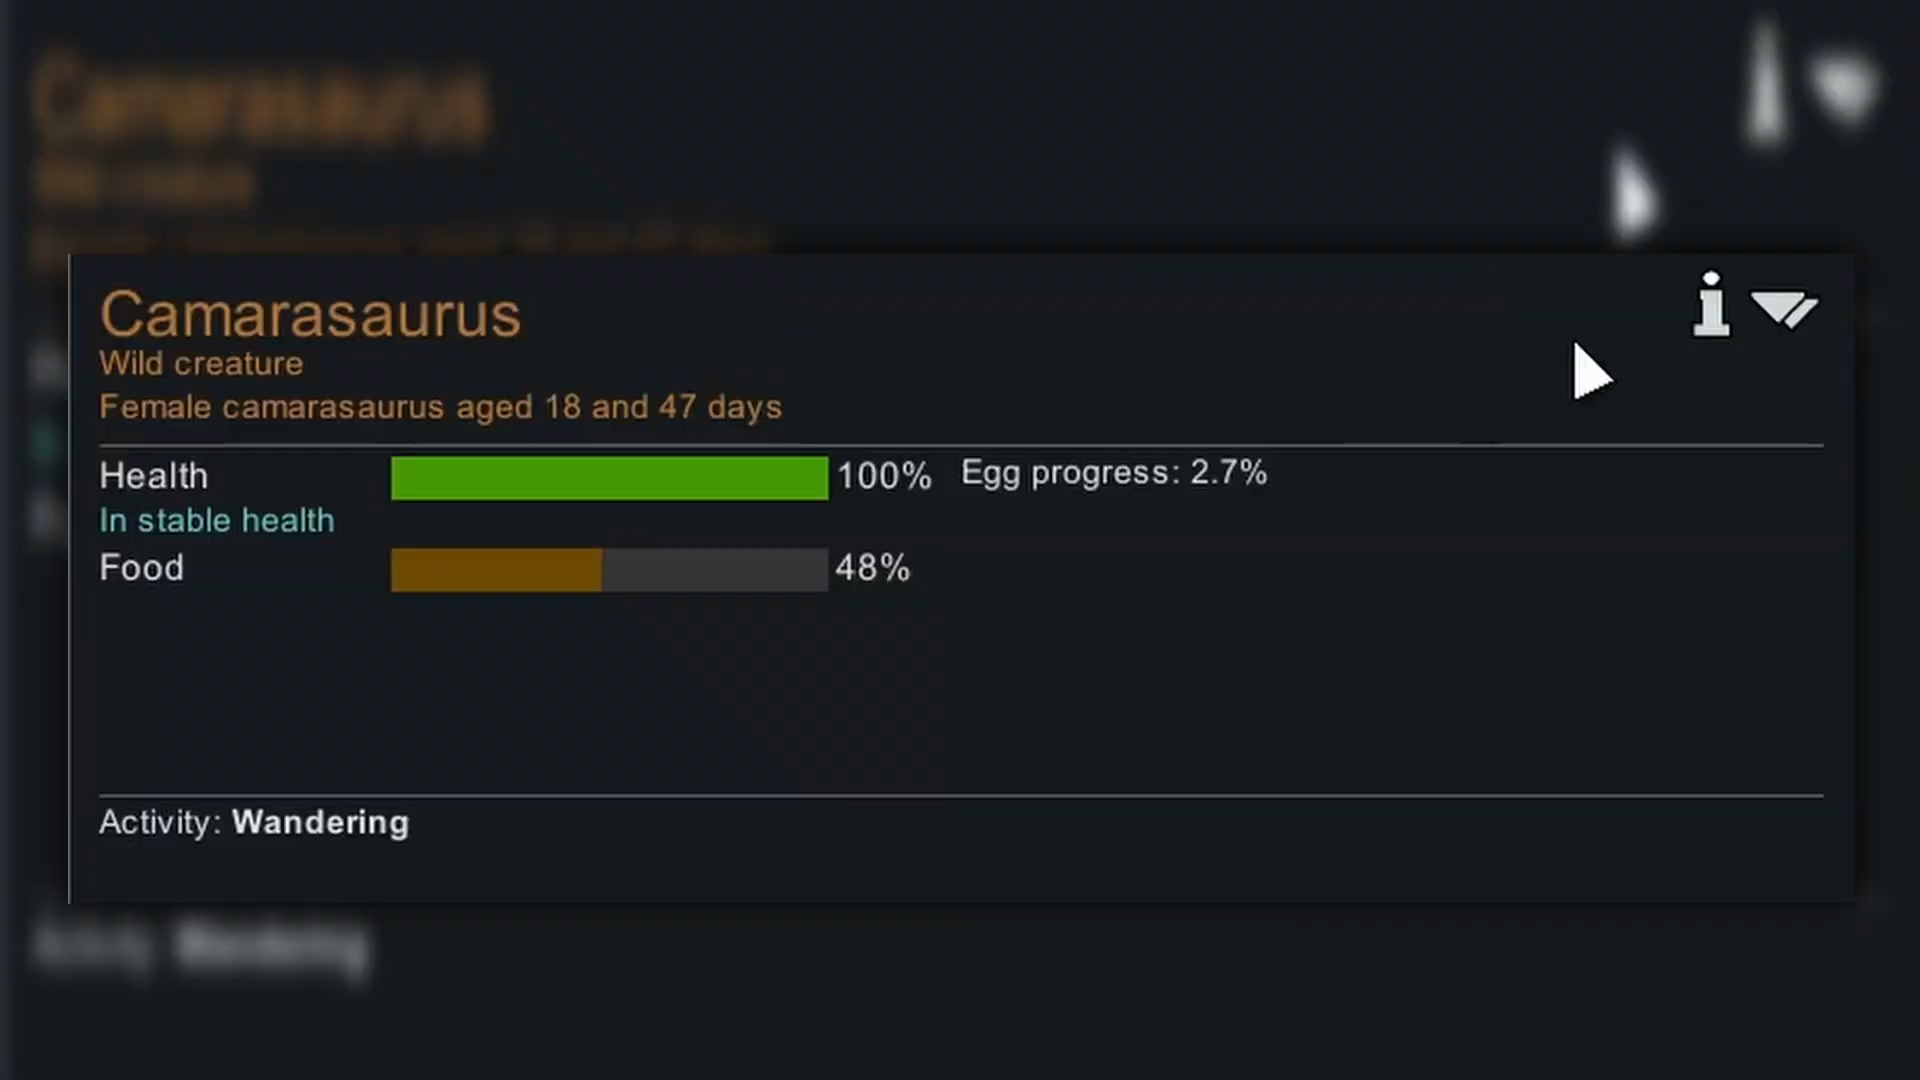 Camarasaurus
Wild creature
Female camarasaurus aged 18 and 47 days
Health 100% Egg progress: 2.7%
In stable health
Food 48%
Activity: Wandering